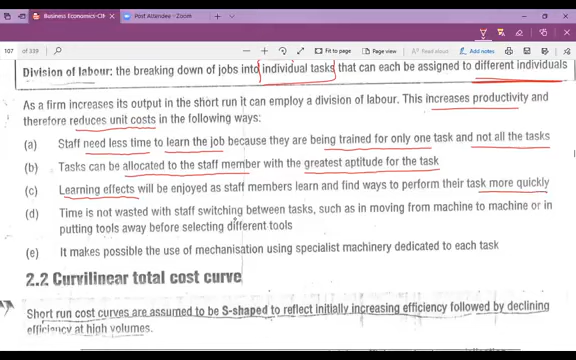 Business Economics-Cha
Post Attendee - Zoom
107
of 339
Fit to page
Page view
Read aloud
Add notes
Division of labour: the breaking down of jobs into individual tasks that can each be assigned to different individuals
As a firm increases its output in the short run it can employ a division of labour. This increases productivity and
therefore reduces unit costs in the following ways:
(a) Staff need less time to learn the job because they are being trained for only one task and not all the tasks
(b) Tasks can be allocated to the staff member with the greatest aptitude for the task
(c) Learning effects will be enjoyed as staff members learn and find ways to perform their task more quickly
(d) Time is not wasted with staff switching between tasks, such as in moving from machine to machine or in
putting tools away before selecting different tools
(e) It makes possible the use of mechanisation using specialist machinery dedicated to each task
2.2 Curvilinear total cost curve
Short run cost curves are assumed to be S-shaped to reflect initially increasing efficiency followed by declining
efficiency at high volumes.